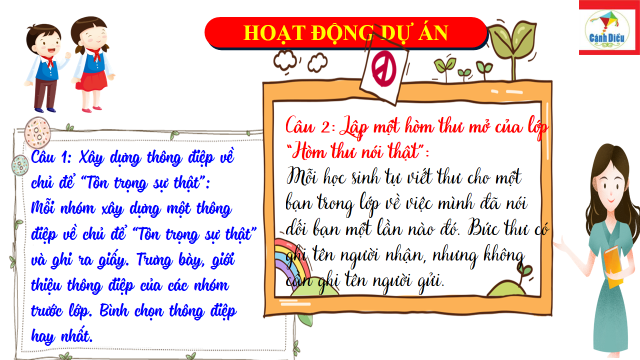 HOẠT ĐỘNG DỰ ÁN
Cánh Diều
Câu 1: Xây dựng thông điệp về
chủ đề “Tôn trọng sự thật”:
Mỗi nhóm xây dựng một thông
điệp về chủ đề “Tôn trọng sự thật”
và ghi ra giấy. Trưng bày, giới
thiệu thông điệp của các nhóm
trước lớp. Bình chọn thông điệp
hay nhất.
Câu 2: Lập một hòm thư mở của lớp
“Hòm thư nói thật”:
Mỗi học sinh tự viết thư cho một
bạn trong lớp về việc mình đã nói
dối bạn một lần nào đó. Bức thư có
ghi tên người nhận, nhưng không
cần ghi tên người gửi.